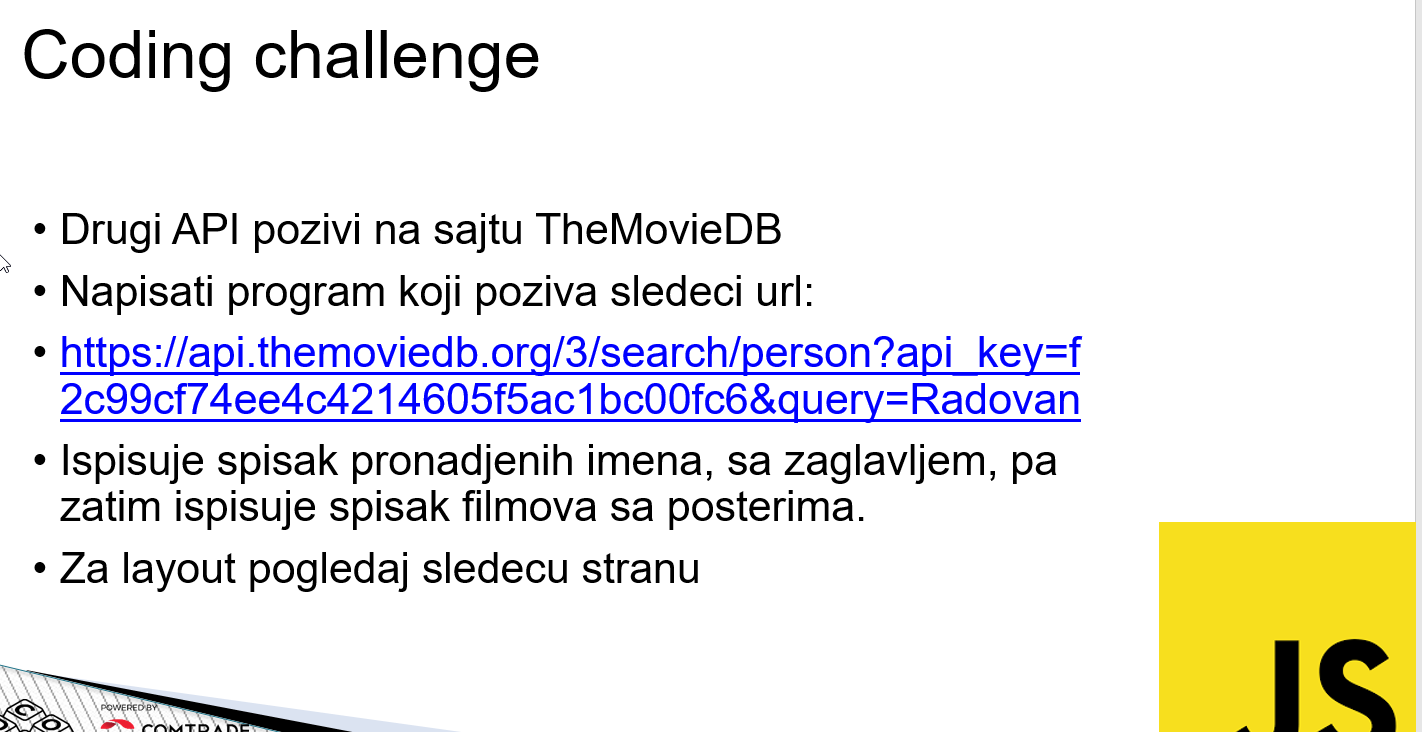 Coding challenge
• Drugi API pozivi na sajtu TheMovieDB
• Napisati program koji poziva sledeci url:
• https://api.themoviedb.org/3/search/person?api_key=f
2c99cf74ee4c4214605f5ac1bc00fc6&query=Radovan
• Ispisuje spisak pronadjenih imena, sa zaglavljem, pa
zatim ispisuje spisak filmova sa posterima.
• Za layout pogledaj sledecu stranu
JS
POWERED BY
COMTRADE